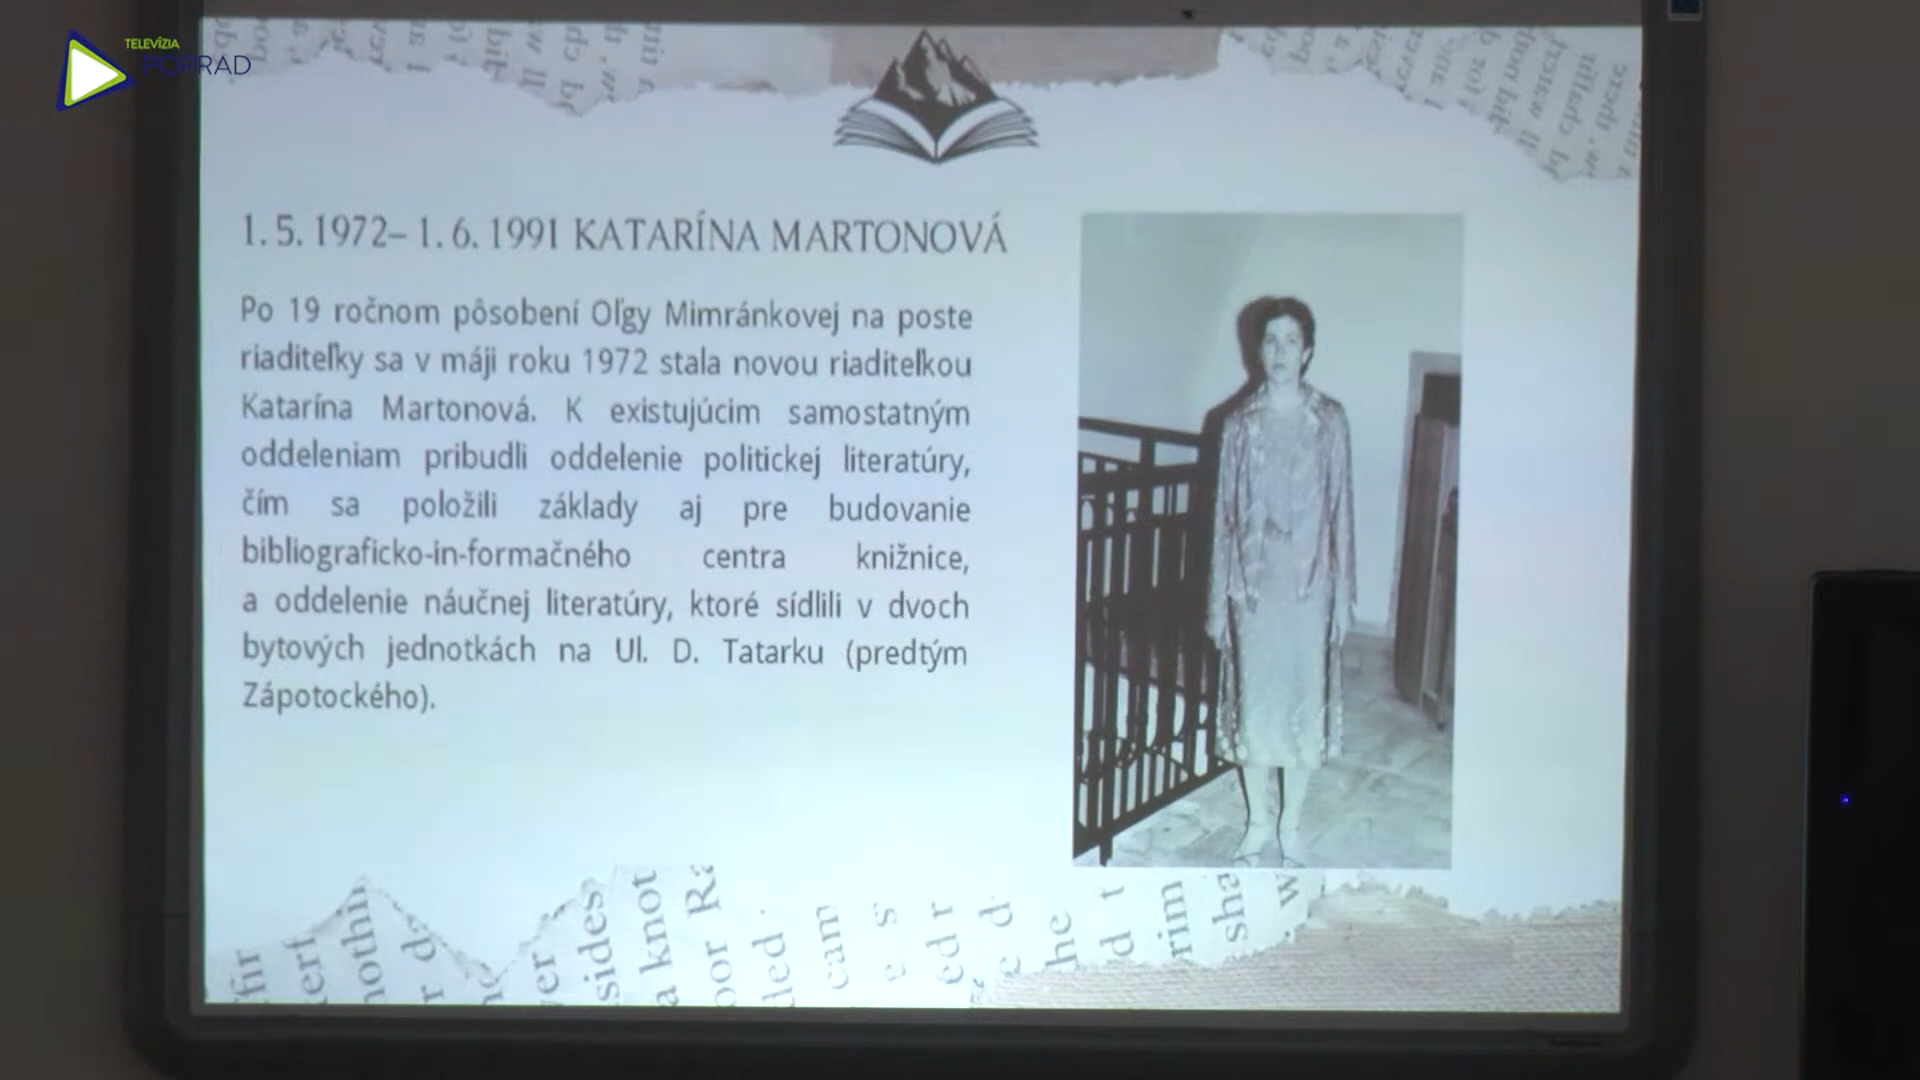 TELEVÍZIA
POPRAD
1. 5. 1972– 1. 6. 1991 KATARÍNA MARTONOVÁ
Po 19 ročnom pôsobení Oľgy Mimránkovej na poste
riaditeľky sa v máji roku 1972 stala novou riaditeľkou
Katarína Martonová. K existujúcim samostatným
oddeleniam pribudli oddelenie politickej literatúry,
čím sa položili základy aj pre budovanie
bibliograficko-in-formačného centra knižnice,
a oddelenie náučnej literatúry, ktoré sídlili v dvoch
bytových jednotkách na Ul. D. Tatarku (predtým
Zápotockého).
sides
a knot